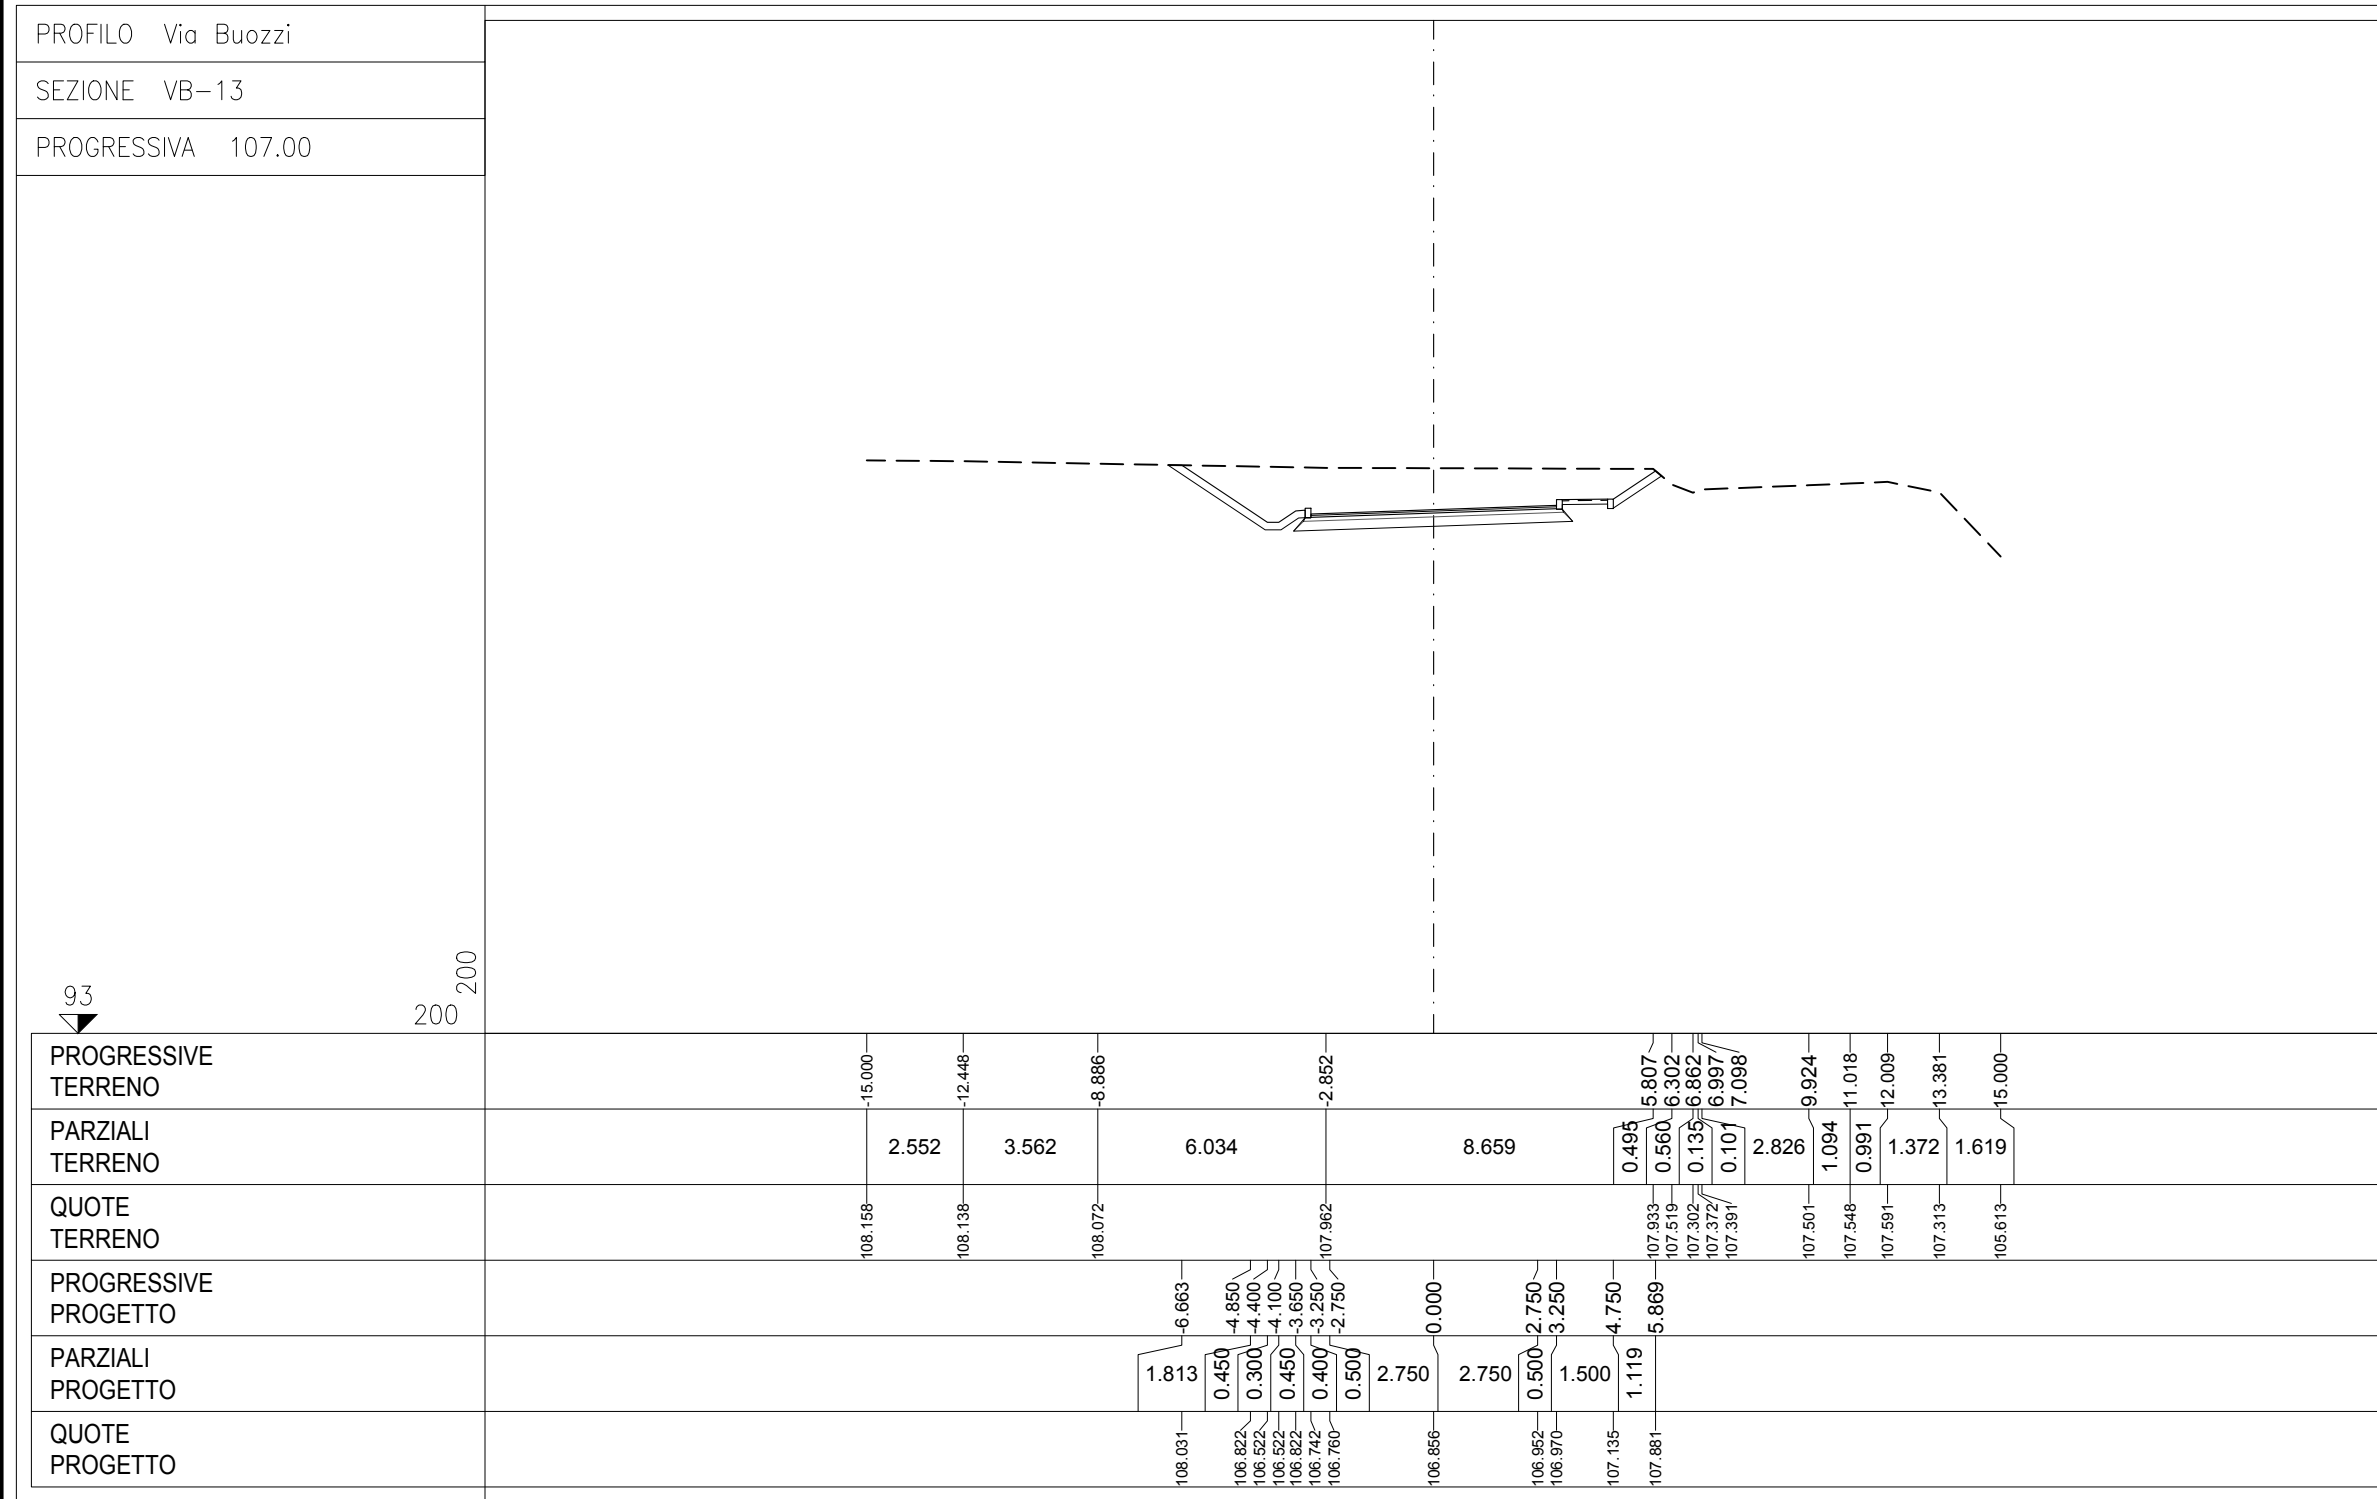 PROFILO Via Buozzi
SEZIONE VB-13
PROGRESSIVA 107.00
200
93
200
PROGRESSIVE
TERRENO
-15.000 -12.448 -8.886 -2.852 5.807 6.302 6.862 6.997 7.098 9.924 11.018 12.009 13.381 15.000
PARZIALI
TERRENO
2.552 3.562 6.034 8.659 0.495 0.560 0.135 0.101 2.826 1.094 0.991 1.372 1.619
QUOTE
TERRENO
108.158 108.138 108.072 107.962 107.933 107.519 107.302 107.372 107.391 107.501 107.548 107.591 107.313 105.613
PROGRESSIVE
PROGETTO
-6.663 -4.850 -4.400 -4.100 -3.650 -3.250 -2.750 0.000 2.750 3.250 4.750 5.869
PARZIALI
PROGETTO
1.813 0.450 0.300 0.450 0.400 0.500 2.750 2.750 0.500 1.500 1.119
QUOTE
PROGETTO
108.031 106.822 106.522 106.522 106.822 106.742 106.760 106.856 106.952 106.970 107.135 107.881